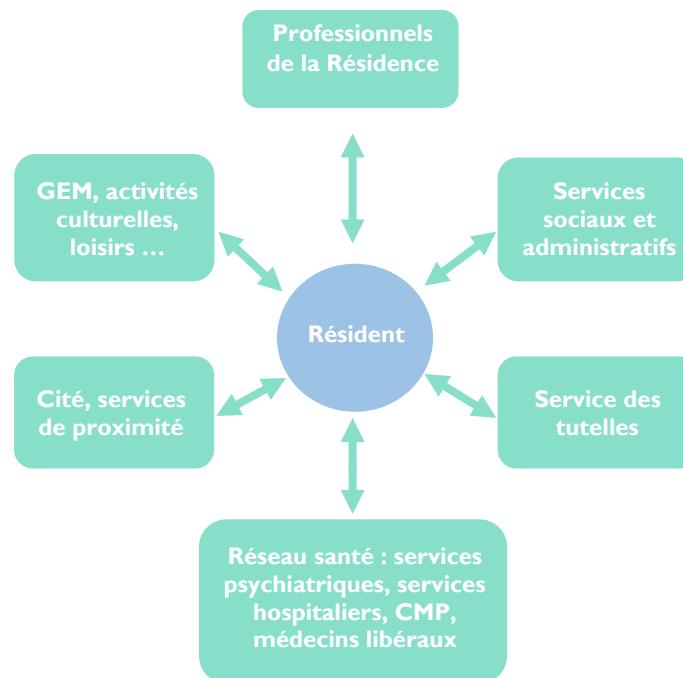 Professionnels
de la Résidence
GEM, activités
culturelles,
loisirs …
Services
sociaux et
administratifs
Résident
Cité, services
de proximité
Service des
tutelles
Réseau santé : services
psychiatriques, services
hospitaliers, CMP,
médecins libéraux